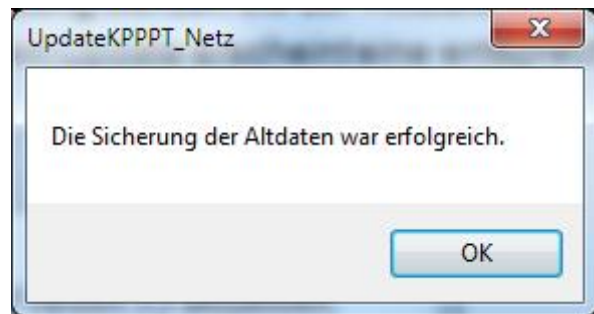 UpdateKPPPT_Netz
Die Sicherung der Altdaten war erfolgreich.
OK